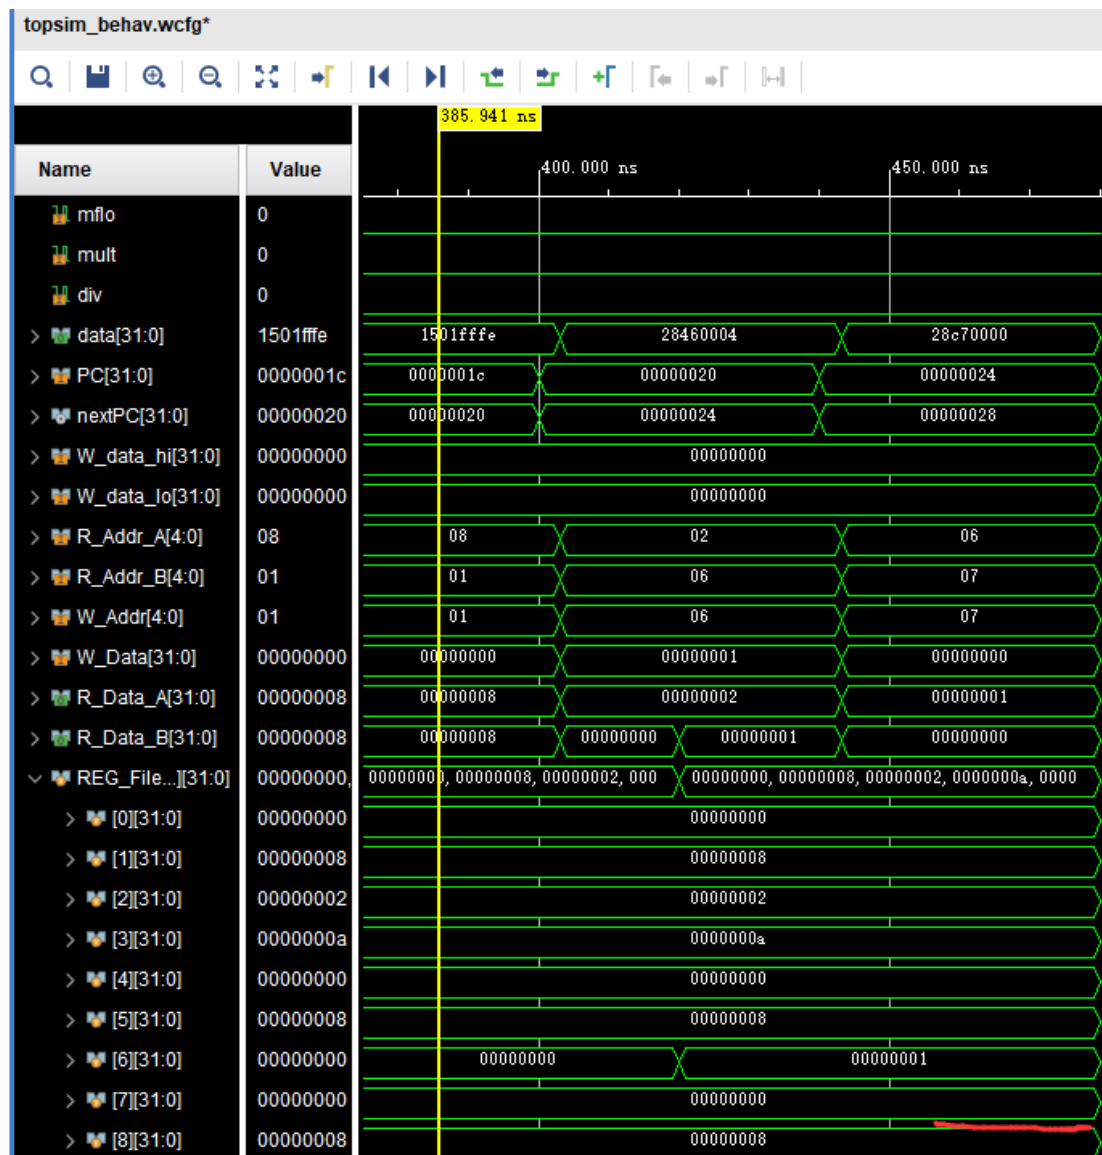 topsim_behav.wcfg*
385.941 ns
Name Value 400.000 ns 450.000 ns
mflo 0
mult 0
div 0
data[31:0] 1501fffe 1501fffe 28460004 28c70000
PC[31:0] 0000001c 0000001c 00000020 00000024
nextPC[31:0] 00000020 00000020 00000024 00000028
W_data_hi[31:0] 00000000 00000000
W_data_lo[31:0] 00000000 00000000
R_Addr_A[4:0] 08 08 02 06
R_Addr_B[4:0] 01 01 06 07
W_Addr[4:0] 01 01 06 07
W_Data[31:0] 00000000 00000000 00000001 00000000
R_Data_A[31:0] 00000008 00000008 00000002 00000001
R_Data_B[31:0] 00000008 00000008 00000000 00000001 00000000
REG_File...][31:0] 00000000, 00000000, 00000008, 00000002, 000 00000000, 00000008, 00000002, 0000000a, 0000
[0][31:0] 00000000 00000000
[1][31:0] 00000008 00000008
[2][31:0] 00000002 00000002
[3][31:0] 0000000a 0000000a
[4][31:0] 00000000 00000000
[5][31:0] 00000008 00000008
[6][31:0] 00000000 00000000 00000001
[7][31:0] 00000000 00000000
[8][31:0] 00000008 00000008